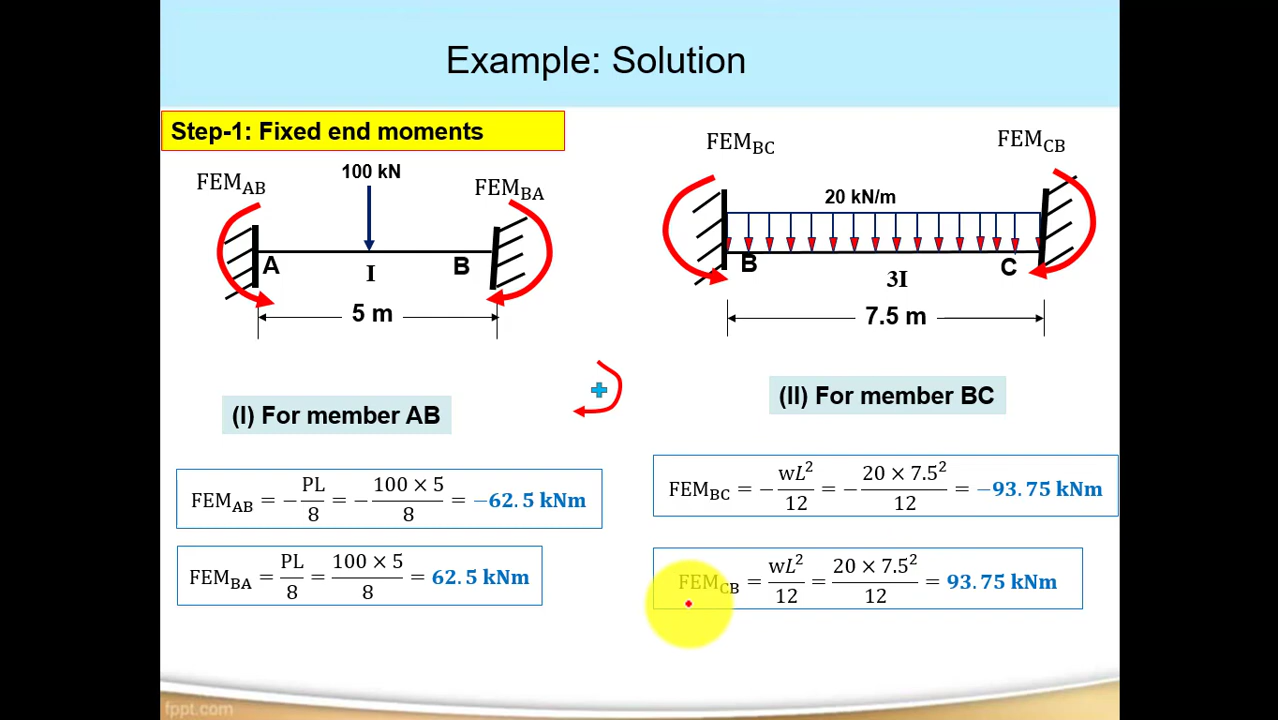 Example: Solution
Step-1: Fixed end moments
FEM_AB
100 kN
FEM_BA
A
I
B
5 m
FEM_BC
FEM_CB
20 kN/m
B
3I
C
7.5 m
+
(I) For member AB
(II) For member BC
FEM_AB = −PL/8 = −(100 × 5)/8 = −62.5 kNm
FEM_BA = PL/8 = (100 × 5)/8 = 62.5 kNm
FEM_BC = −wL²/12 = −(20 × 7.5²)/12 = −93.75 kNm
FEM_CB = wL²/12 = (20 × 7.5²)/12 = 93.75 kNm
fppt.com